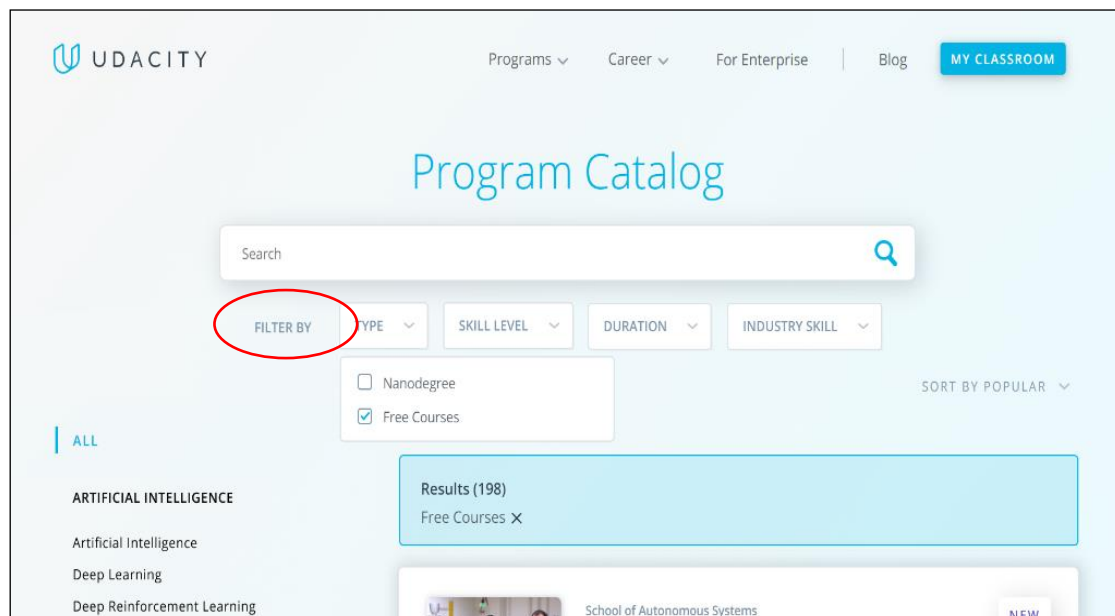 UDACITY
Programs Career For Enterprise Blog MY CLASSROOM
Program Catalog
Search
FILTER BY TYPE SKILL LEVEL DURATION INDUSTRY SKILL
Nanodegree
SORT BY POPULAR
Free Courses
ALL
Results (198)
Free Courses X
ARTIFICIAL INTELLIGENCE
Artificial Intelligence
Deep Learning
Deep Reinforcement Learning
School of Autonomous Systems
NEW